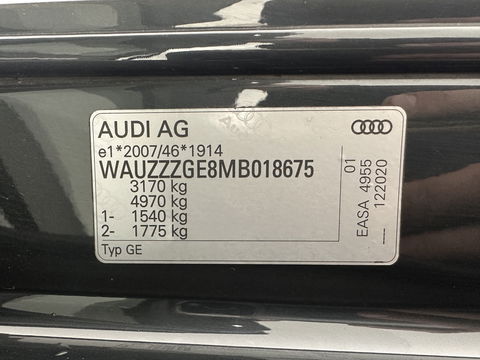 AUDI AG
e1*2007/46*1914
WAUZZZGE8MB018675
3170 kg
4970 kg
1- 1540 kg
2- 1775 kg
Typ GE
01
EASA 4955
122020